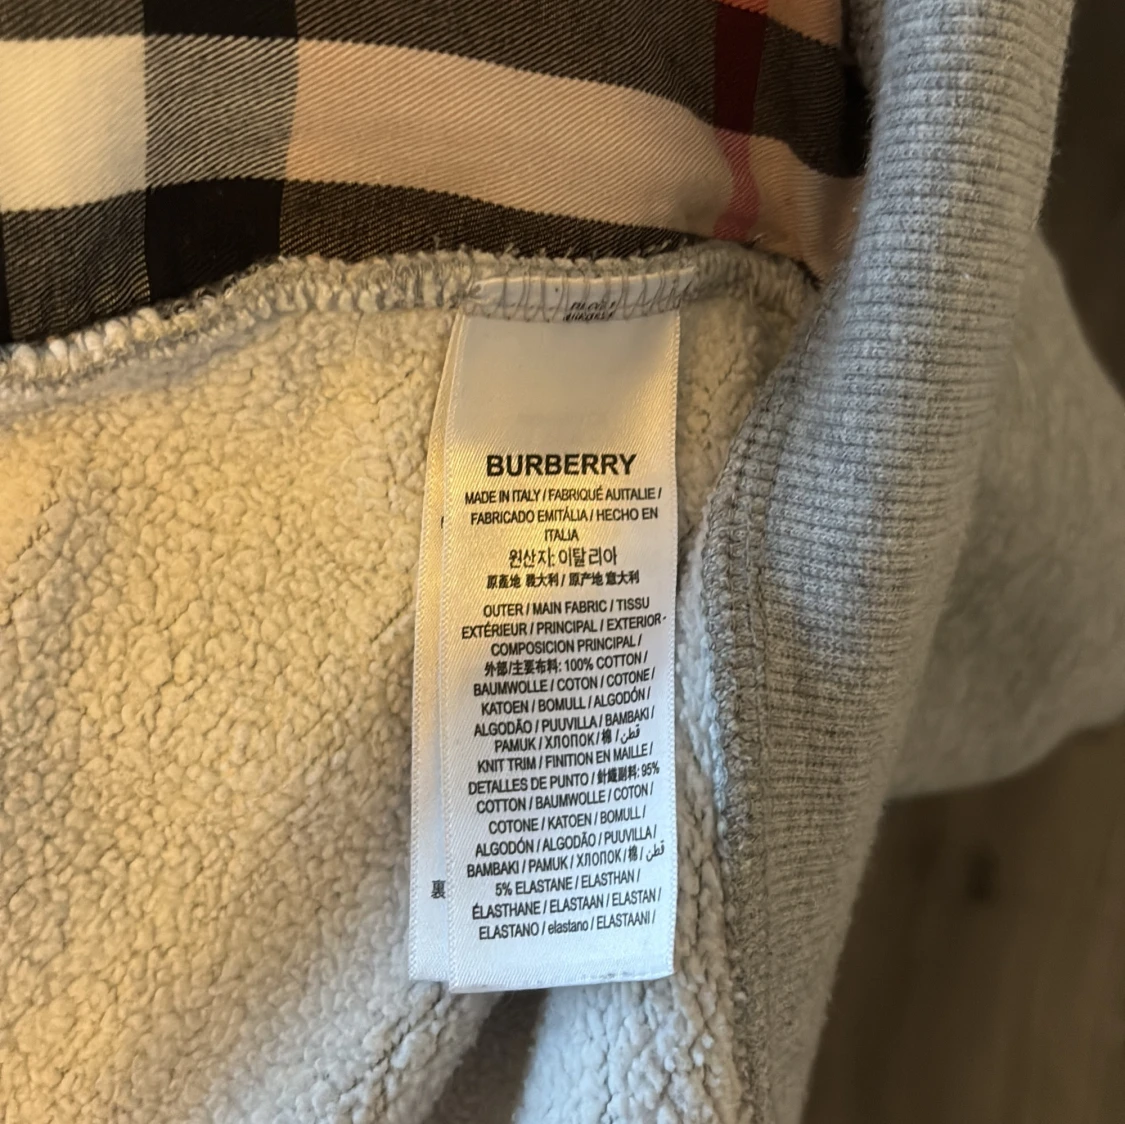 BURBERRY
MADE IN ITALY / FABRIQUÉ AUITALIE /
FABRICADO EMITÁLIA / HECHO EN
ITALIA
원산지: 이탈리아
原產地 義大利 / 原产地 意大利
OUTER / MAIN FABRIC / TISSU
EXTÉRIEUR / PRINCIPAL / EXTERIOR-
COMPOSICION PRINCIPAL /
外部/主要布料: 100% COTTON /
BAUMWOLLE / COTON / COTONE /
KATOEN / BOMULL / ALGODÓN /
ALGODÃO / PUUVILLA / BAMBAKI /
PAMUK / ХЛОПОК / 棉 / قطن
KNIT TRIM / FINITION EN MAILLE /
DETALLES DE PUNTO / 針織副料: 95%
COTTON / BAUMWOLLE / COTON /
COTONE / KATOEN / BOMULL /
ALGODÓN / ALGODÃO / PUUVILLA /
BAMBAKI / PAMUK / ХЛОПОК / 棉 / قطن
5% ELASTANE / ELASTHAN /
ÉLASTHANE / ELASTAAN / ELASTAN /
ELASTANO / elastano / ELASTAANI /
裏